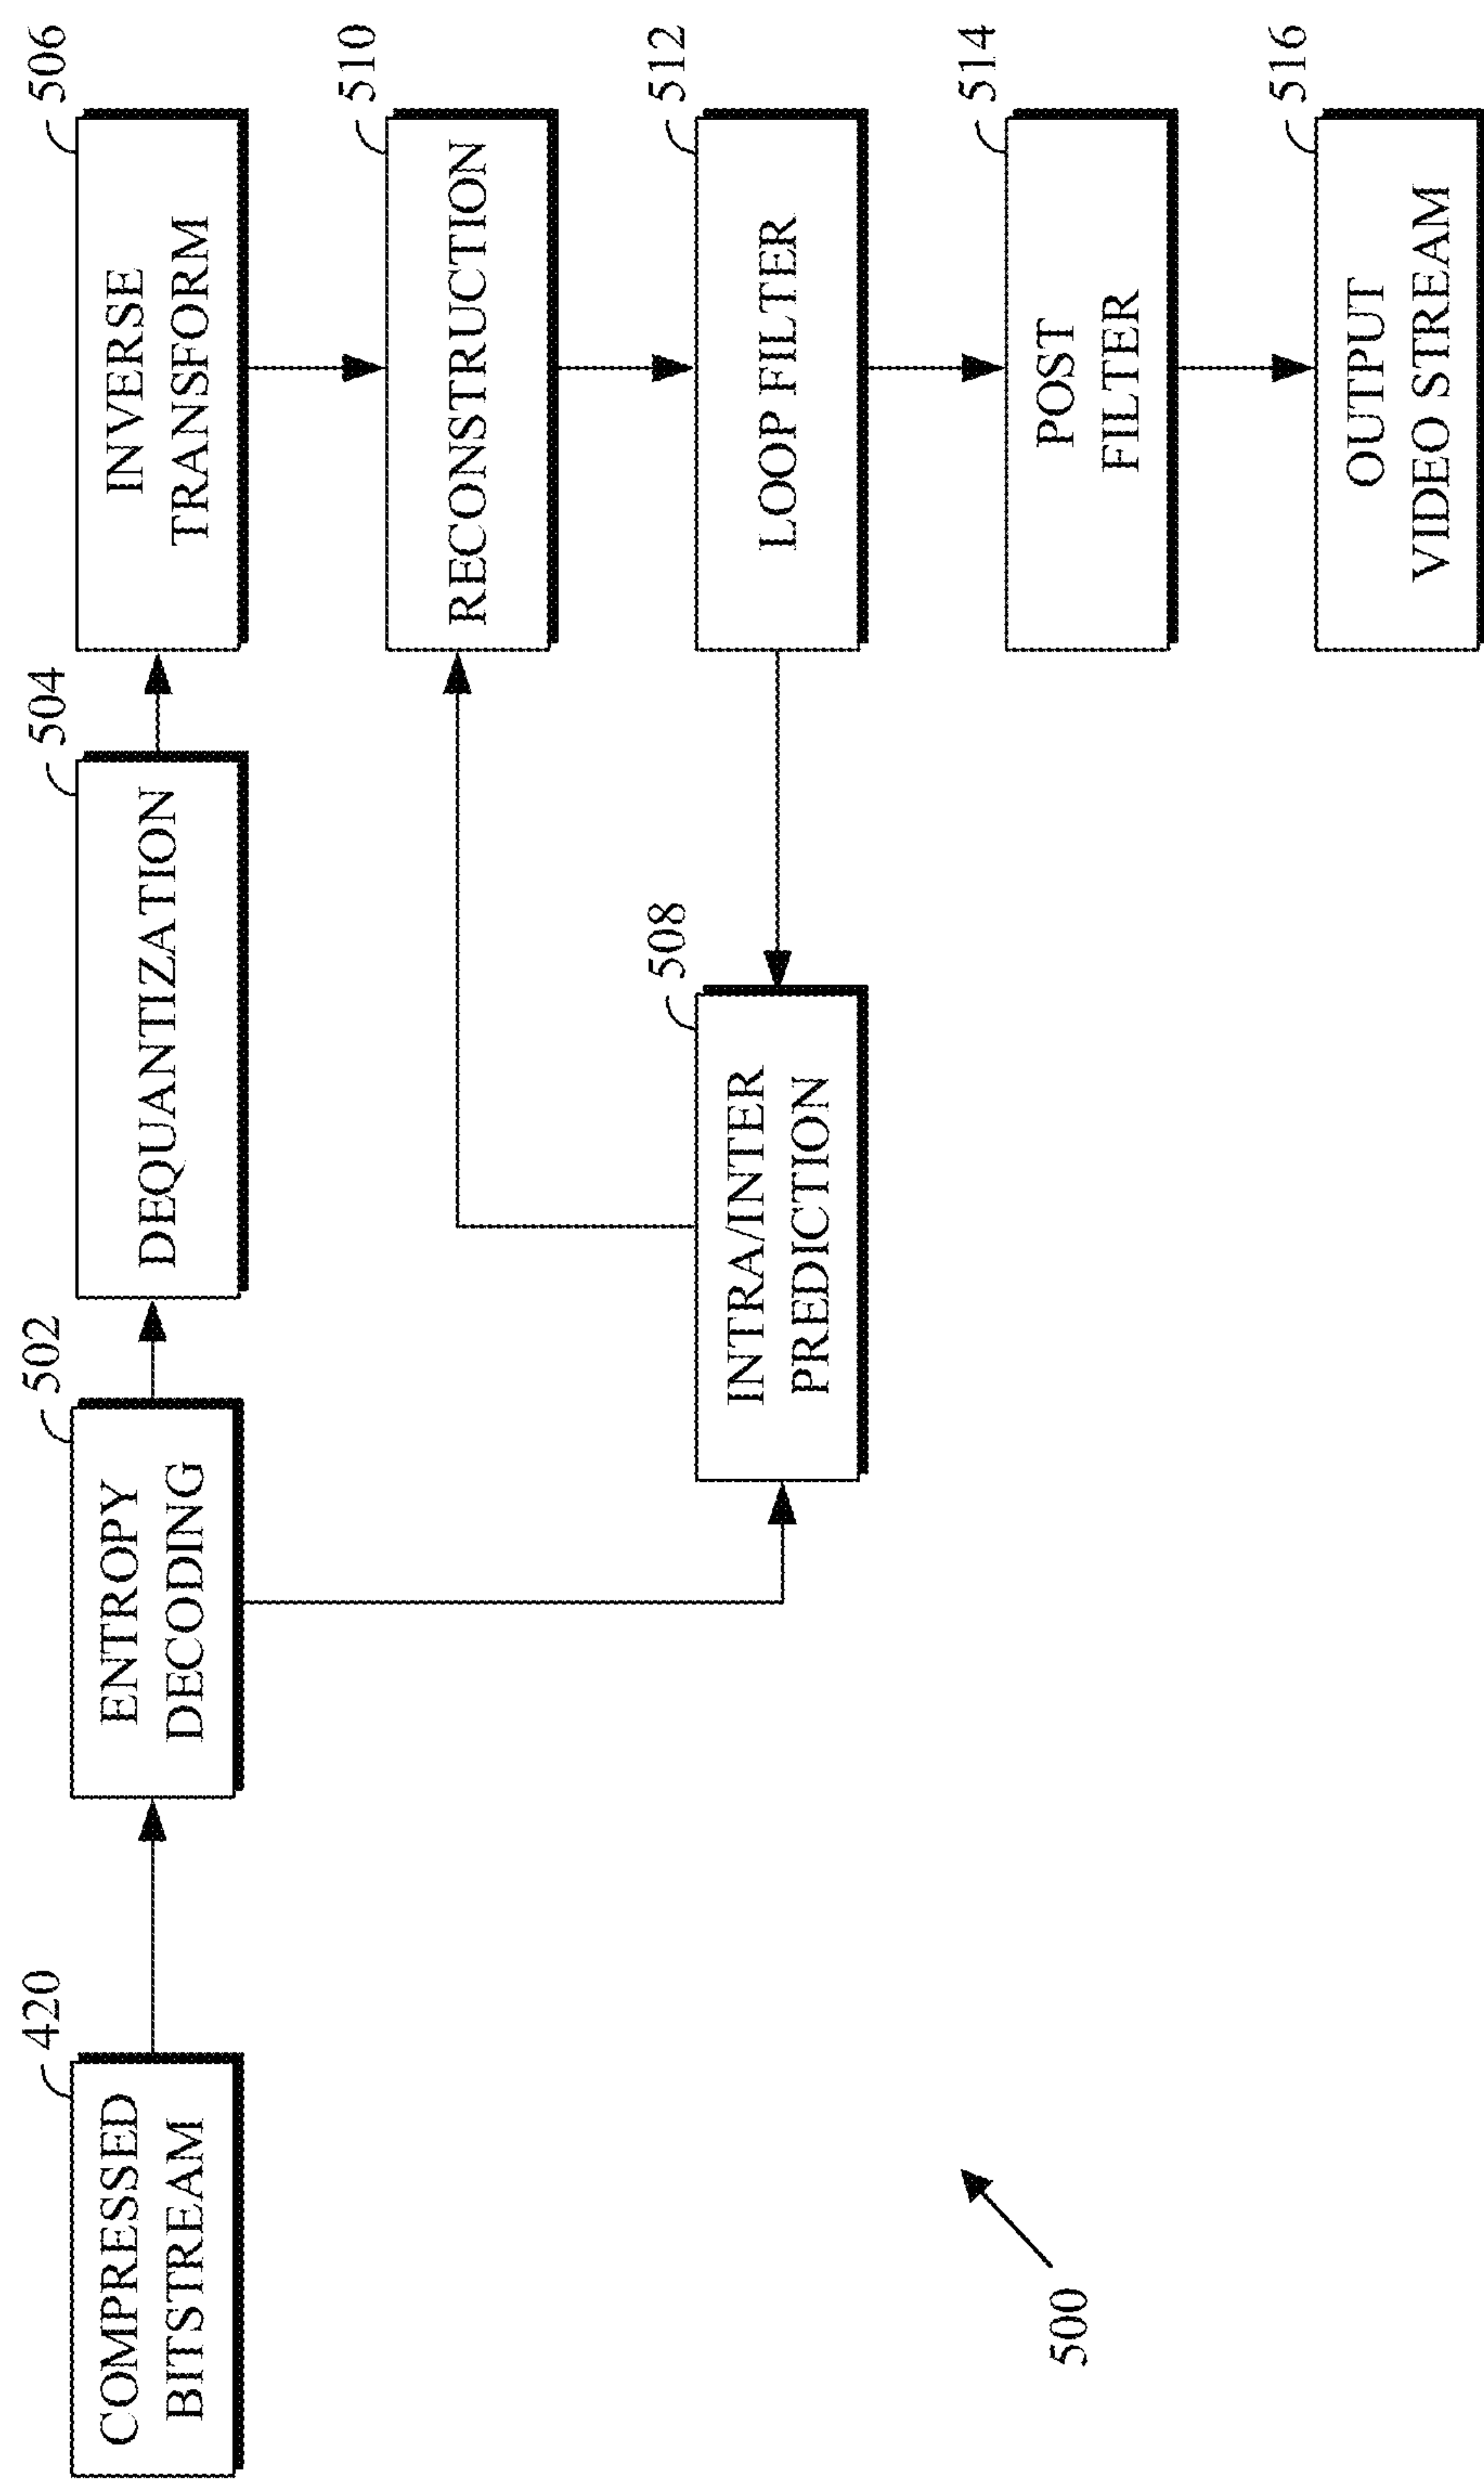 420
COMPRESSED
BITSTREAM
502
ENTROPY
DECODING
504
DEQUANTIZATION
506
INVERSE
TRANSFORM
510
RECONSTRUCTION
508
INTRA/INTER
PREDICTION
512
LOOP FILTER
514
POST
FILTER
516
OUTPUT
VIDEO STREAM
500